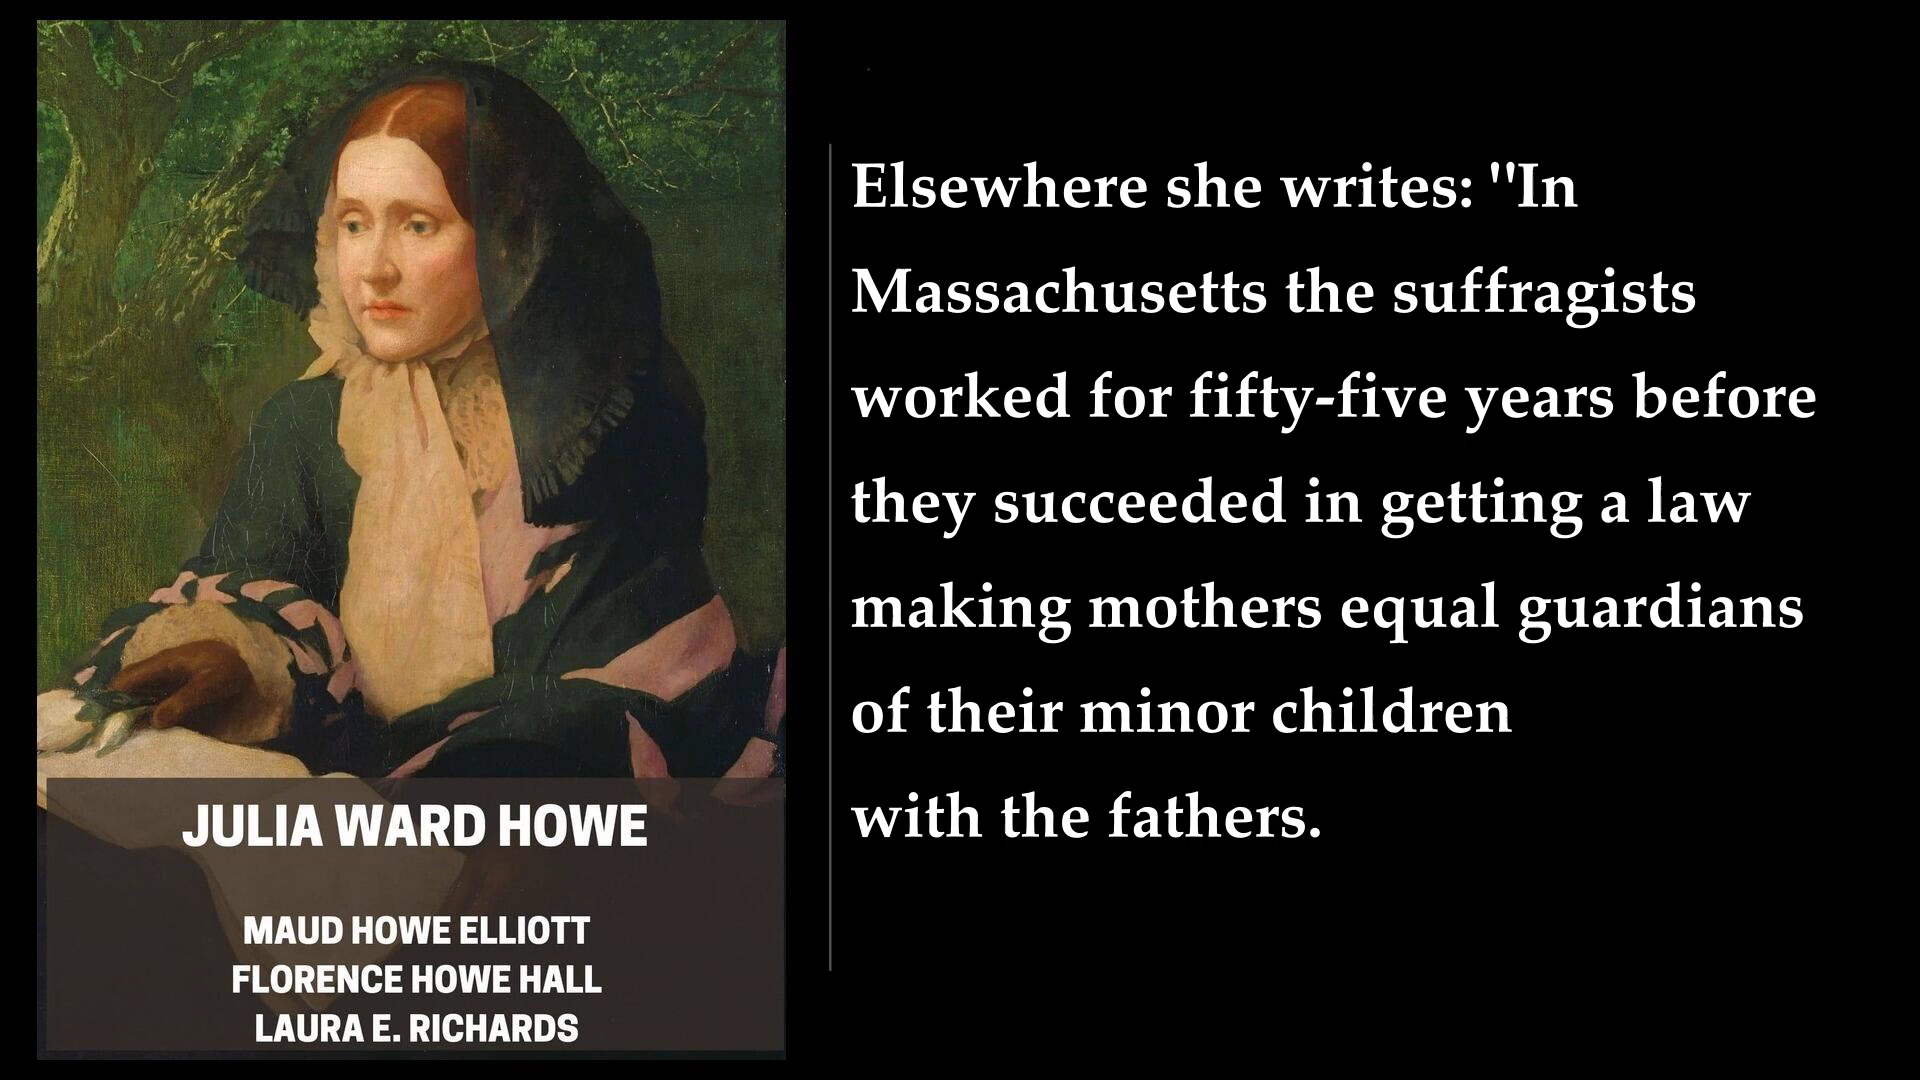 JULIA WARD HOWE
MAUD HOWE ELLIOTT
FLORENCE HOWE HALL
LAURA E. RICHARDS
Elsewhere she writes: "In
Massachusetts the suffragists
worked for fifty-five years before
they succeeded in getting a law
making mothers equal guardians
of their minor children
with the fathers.